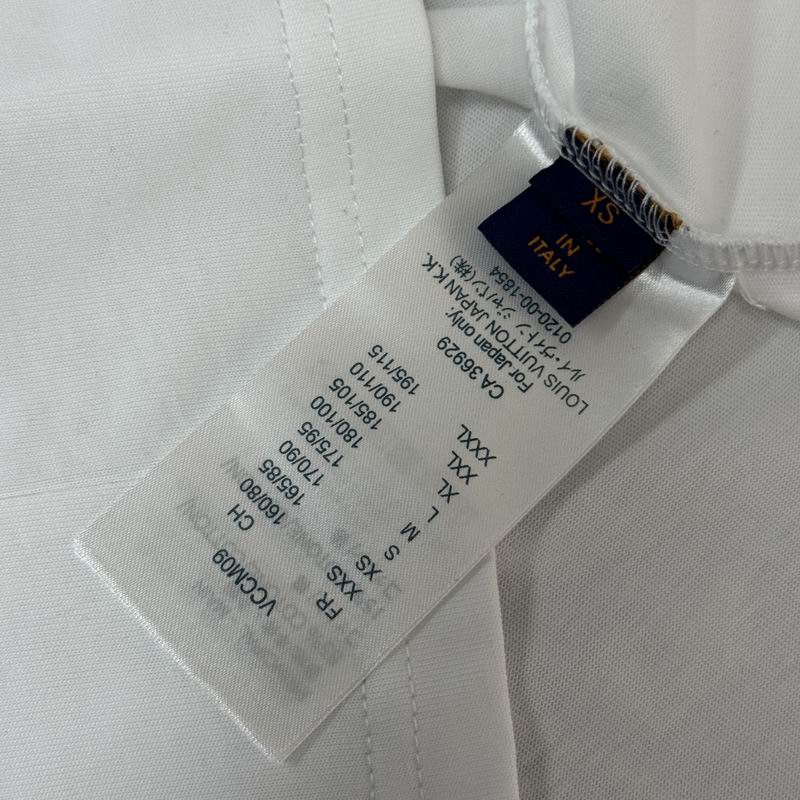 XS
IN
ITALY
VCCM09
FR CH
XXS 160/80
XS 165/85
S 170/90
M 175/95
L 180/100
XL 185/105
XXL 190/110
XXXL 195/115
CA 36929
For Japan only:
LOUIS VUITTON JAPAN K.K.
ルイ・ヴィトン ジャパン(株)
0120-00-1854